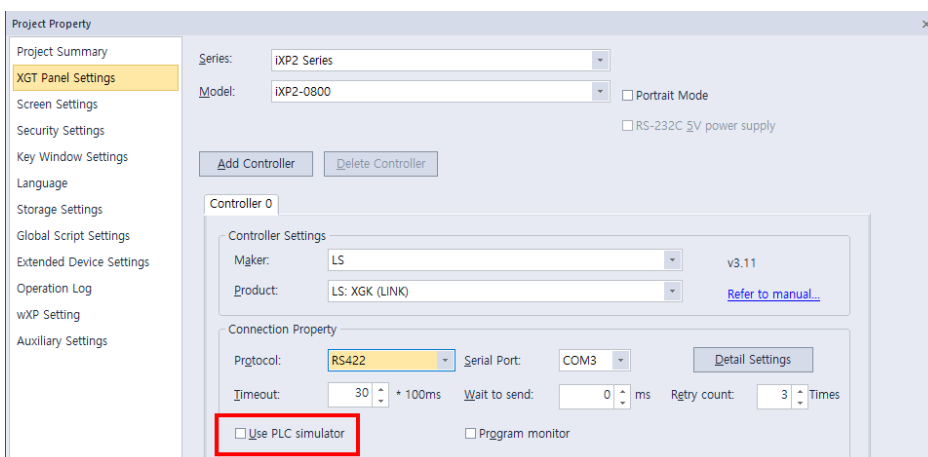 Project Property
Project Summary
XGT Panel Settings
Screen Settings
Security Settings
Key Window Settings
Language
Storage Settings
Global Script Settings
Extended Device Settings
Operation Log
wXP Setting
Auxiliary Settings
Series: iXP2 Series
Model: iXP2-0800 Portrait Mode
RS-232C 5V power supply
Add Controller Delete Controller
Controller 0
Controller Settings
Maker: LS v3.11
Product: LS: XGK (LINK) Refer to manual...
Connection Property
Protocol: RS422 Serial Port: COM3 Detail Settings
Timeout: 30 * 100ms Wait to send: 0 ms Retry count: 3 Times
Use PLC simulator Program monitor